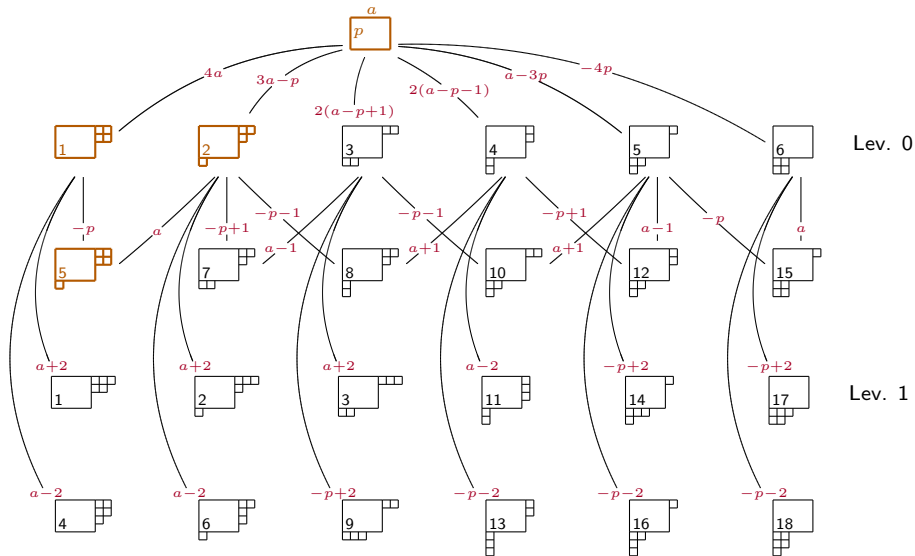 a
p
4a
3a−p
2(a−p+1)
2(a−p−1)
a−3p
−4p
1
2
3
4
5
6
Lev. 0
−p
a
−p+1
−p−1
a−1
−p−1
a+1
−p+1
a+1
a−1
−p
a
5
7
8
10
12
15
a+2
a+2
a+2
a−2
−p+2
−p+2
1
2
3
11
14
17
Lev. 1
a−2
a−2
−p+2
−p−2
−p−2
−p−2
4
6
9
13
16
18